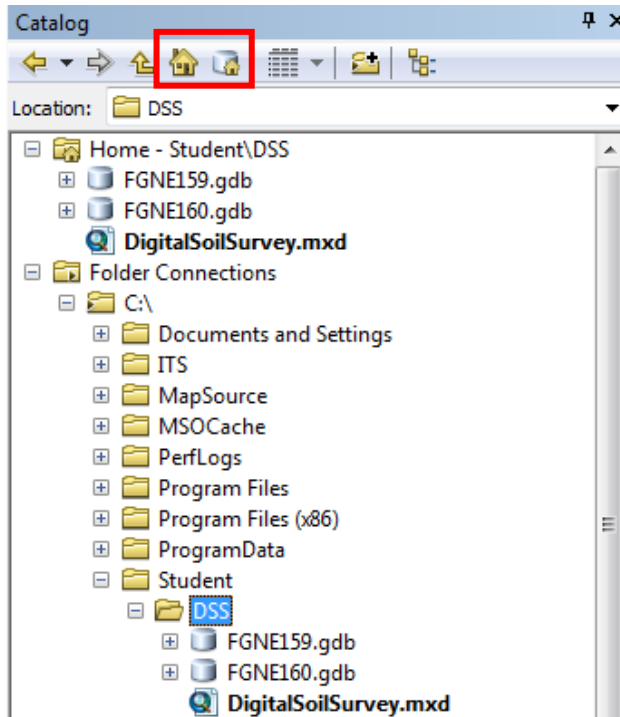 Catalog
Location: DSS
Home - Student\DSS
FGNE159.gdb
FGNE160.gdb
DigitalSoilSurvey.mxd
Folder Connections
C:\
Documents and Settings
ITS
MapSource
MSOCache
PerfLogs
Program Files
Program Files (x86)
ProgramData
Student
DSS
FGNE159.gdb
FGNE160.gdb
DigitalSoilSurvey.mxd